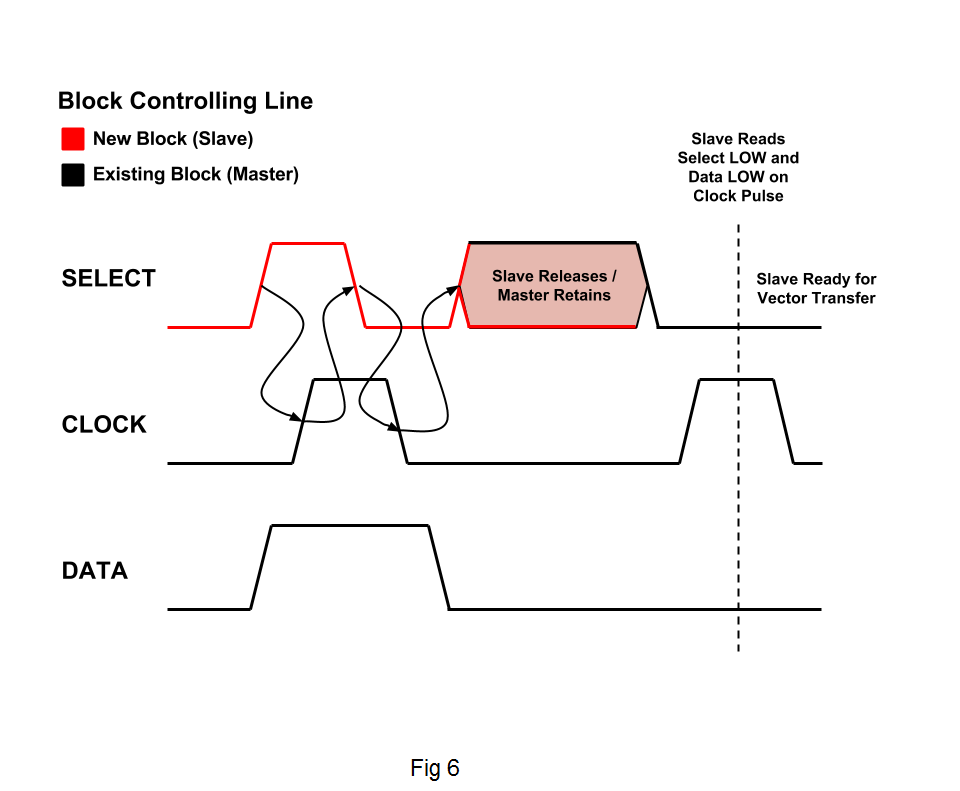 Block Controlling Line
New Block (Slave)
Existing Block (Master)
Slave Reads
Select LOW and
Data LOW on
Clock Pulse
SELECT
Slave Releases /
Master Retains
Slave Ready for
Vector Transfer
CLOCK
DATA
Fig 6